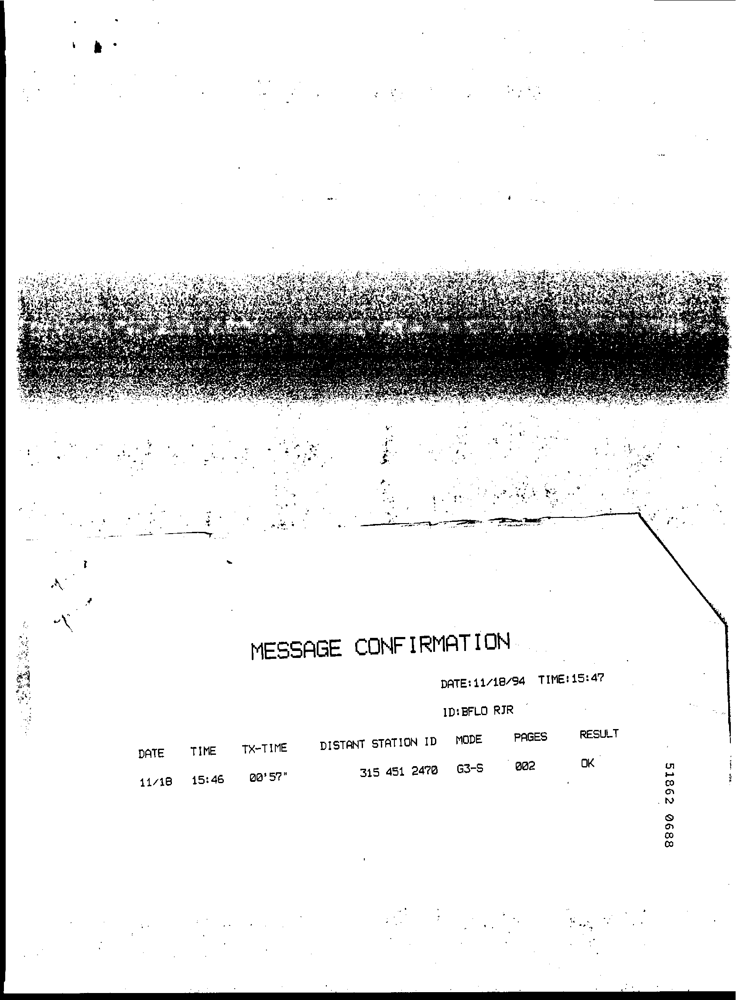 MESSAGE CONFIRMATION
DATE:11/18/94 TIME:15:47
ID:BFLO RJR
DATE TIME TX-TIME DISTANT STATION ID MODE PAGES RESULT
11/18 15:46 00'57" 315 451 2470 G3-S 002 OK
51862 0688